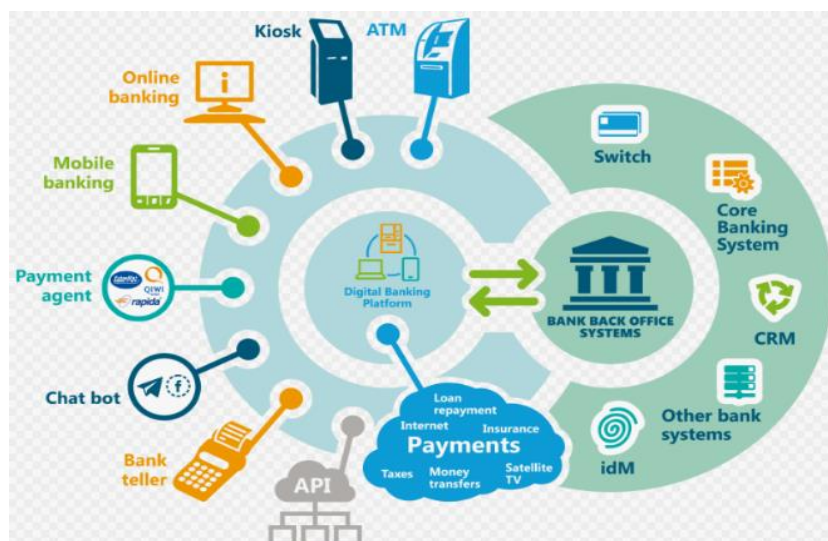 Kiosk
ATM
Online
banking
Mobile
banking
Payment
agent
QIWI
rapida
Chat bot
Bank
teller
API
Digital Banking
Platform
Loan
repayment
Internet
Insurance
Payments
Taxes
Money
transfers
Satellite
TV
BANK BACK OFFICE
SYSTEMS
Switch
Core
Banking
System
CRM
Other bank
systems
idM